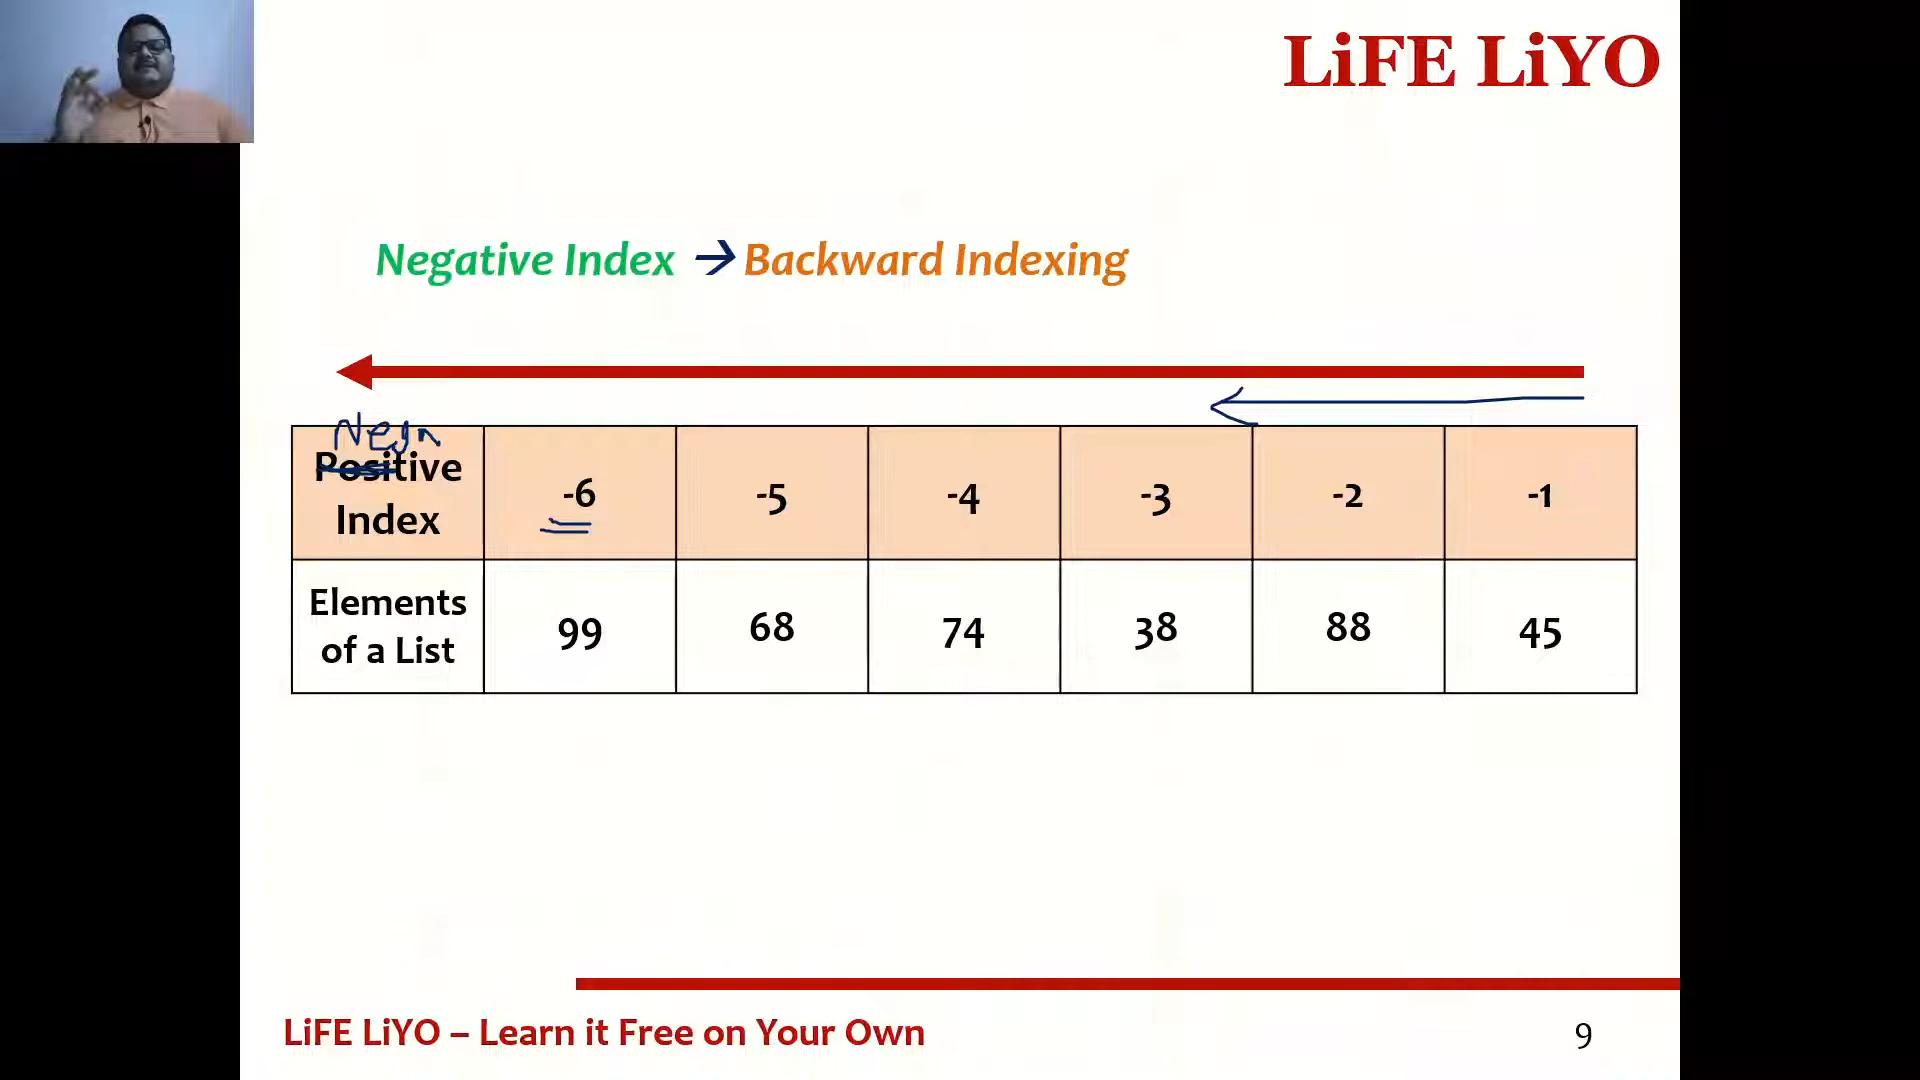 LiFE LiYO
Negative Index → Backward Indexing
Nega
Positive Index -6 -5 -4 -3 -2 -1
Elements of a List 99 68 74 38 88 45
LiFE LiYO – Learn it Free on Your Own
9